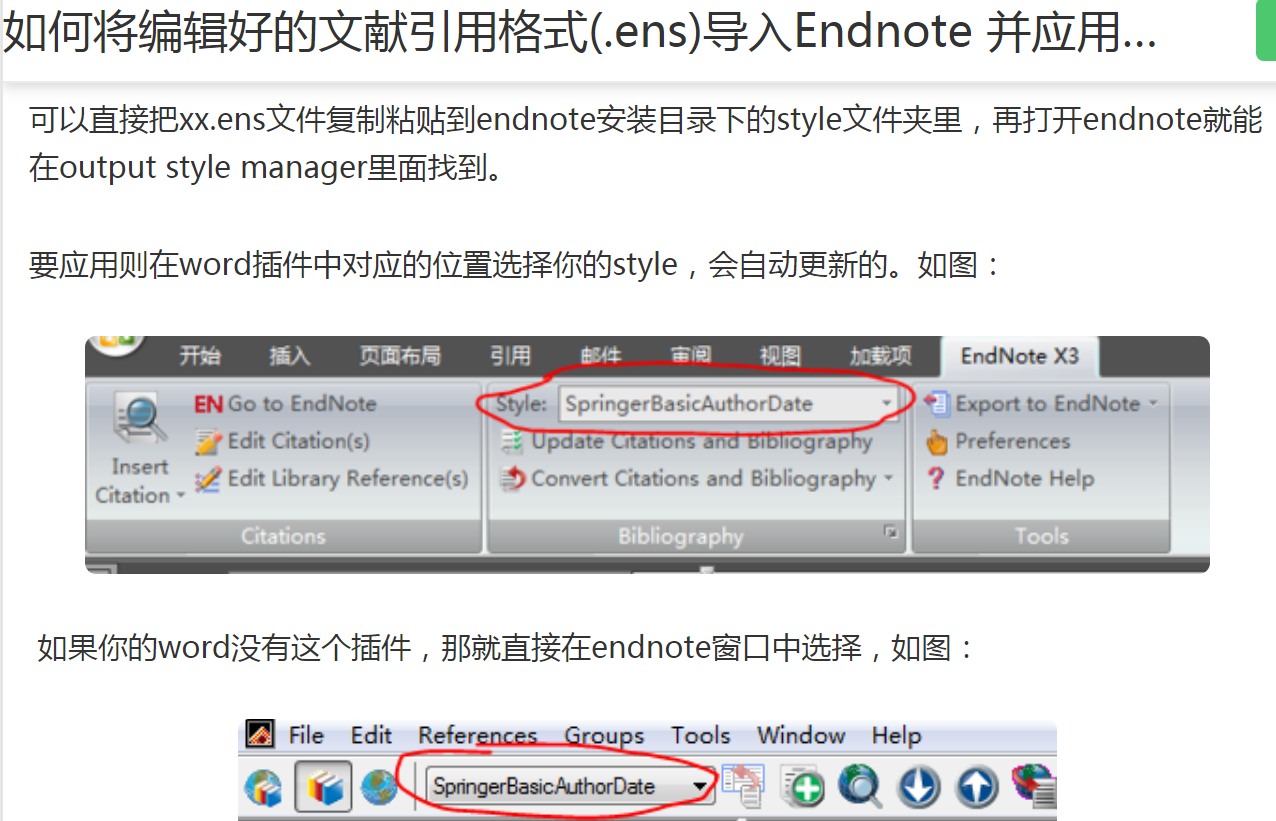 如何将编辑好的文献引用格式(.ens)导入Endnote 并应用...
可以直接把xx.ens文件复制粘贴到endnote安装目录下的style文件夹里，再打开endnote就能
在output style manager里面找到。
要应用则在word插件中对应的位置选择你的style，会自动更新的。如图：
开始 插入 页面布局 引用 邮件 审阅 视图 加载项 EndNote X3
EN Go to EndNote Style: SpringerBasicAuthorDate Export to EndNote
Edit Citation(s) Update Citations and Bibliography Preferences
Insert Citation Edit Library Reference(s) Convert Citations and Bibliography EndNote Help
Citations Bibliography Tools
如果你的word没有这个插件，那就直接在endnote窗口中选择，如图：
File Edit References Groups Tools Window Help
SpringerBasicAuthorDate